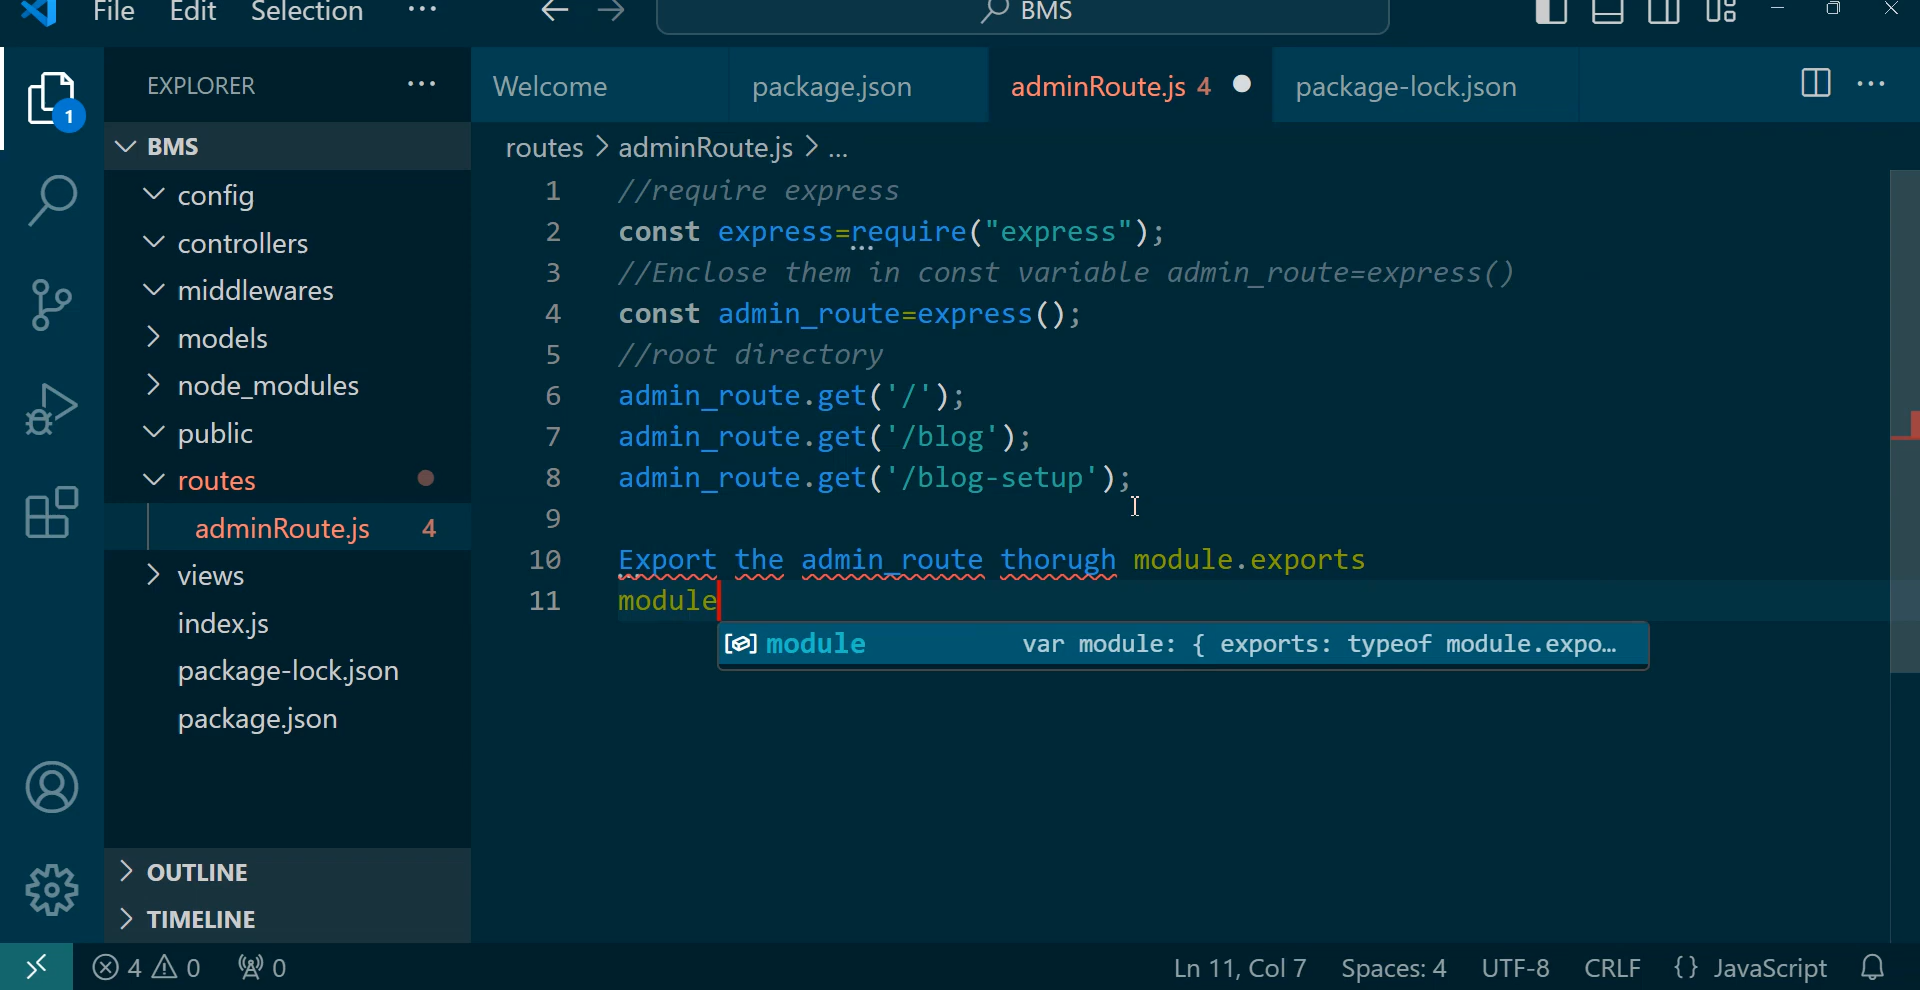 File Edit Selection ... BMS
EXPLORER ...
1
Welcome package.json adminRoute.js 4 package-lock.json ...
BMS
config
controllers
middlewares
models
node_modules
public
routes
adminRoute.js 4
views
index.js
package-lock.json
package.json
OUTLINE
TIMELINE
routes > adminRoute.js > ...
1 //require express
2 const express=require("express");
3 //Enclose them in const variable admin_route=express()
4 const admin_route=express();
5 //root directory
6 admin_route.get('/');
7 admin_route.get('/blog');
8 admin_route.get('/blog-setup');
9
10 Export the admin_route thorugh module.exports
11 module
module var module: { exports: typeof module.expo...
4 0 0 Ln 11, Col 7 Spaces: 4 UTF-8 CRLF {} JavaScript